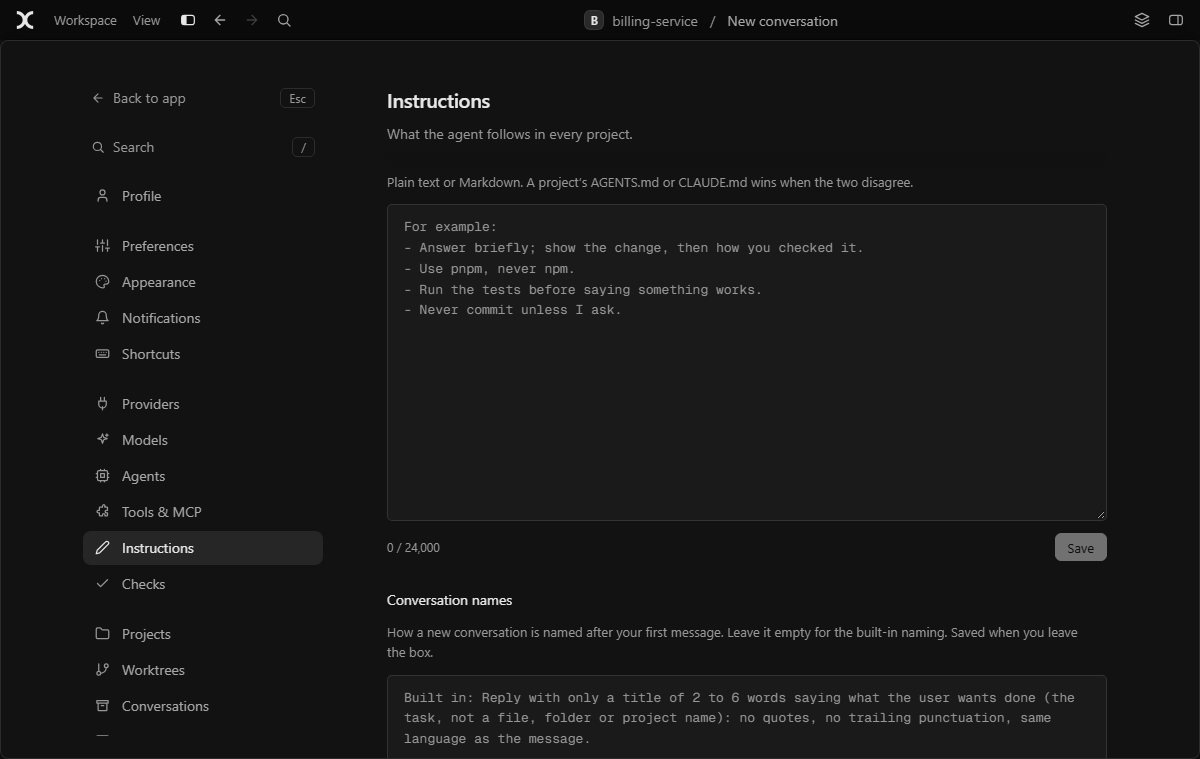 Workspace View
B billing-service / New conversation
Back to app Esc
Search /
Profile
Preferences
Appearance
Notifications
Shortcuts
Providers
Models
Agents
Tools & MCP
Instructions
Checks
Projects
Worktrees
Conversations
Instructions
What the agent follows in every project.
Plain text or Markdown. A project's AGENTS.md or CLAUDE.md wins when the two disagree.
For example:
- Answer briefly; show the change, then how you checked it.
- Use pnpm, never npm.
- Run the tests before saying something works.
- Never commit unless I ask.
0 / 24,000
Save
Conversation names
How a new conversation is named after your first message. Leave it empty for the built-in naming. Saved when you leave
the box.
Built in: Reply with only a title of 2 to 6 words saying what the user wants done (the
task, not a file, folder or project name): no quotes, no trailing punctuation, same
language as the message.